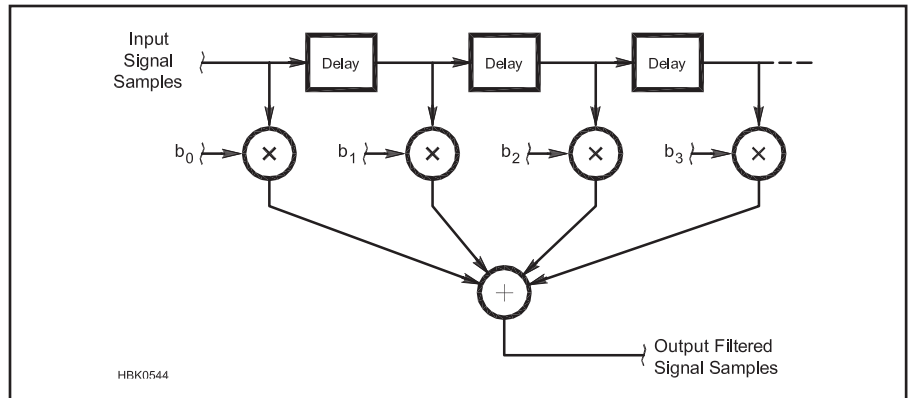 Input
Signal
Samples
Delay
Delay
Delay
b0
×
b1
×
b2
×
b3
×
+
Output Filtered
Signal Samples
HBK0544